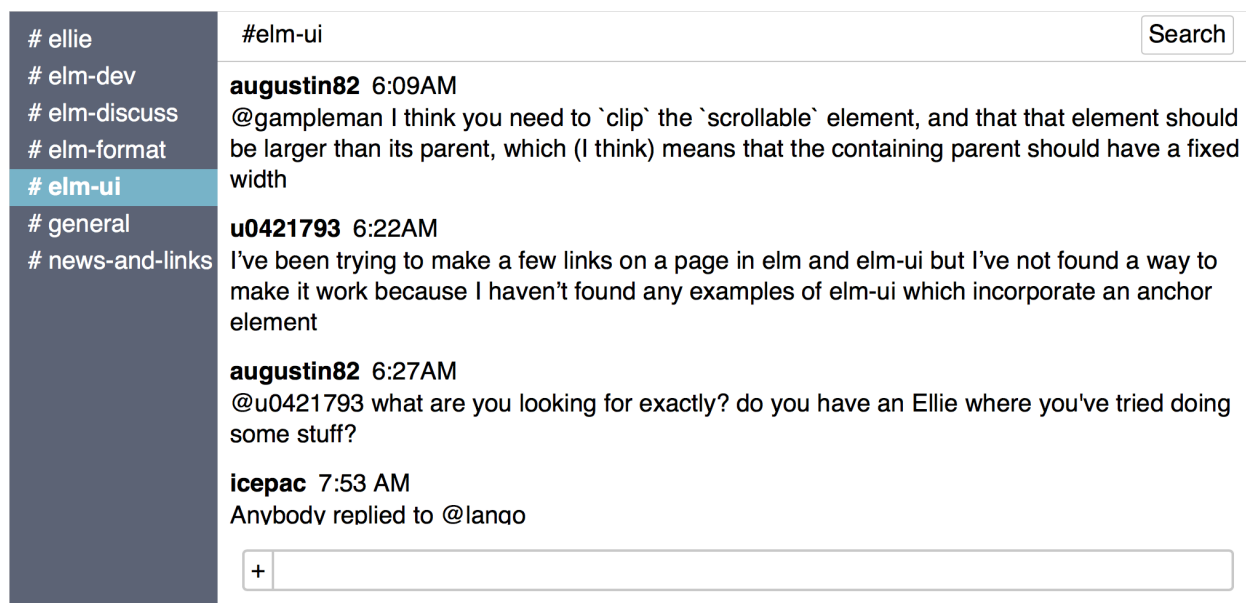 # ellie
# elm-dev
# elm-discuss
# elm-format
# elm-ui
# general
# news-and-links
#elm-ui
Search
augustin82 6:09AM
@gampleman I think you need to `clip` the `scrollable` element, and that that element should
be larger than its parent, which (I think) means that the containing parent should have a fixed
width
u0421793 6:22AM
I’ve been trying to make a few links on a page in elm and elm-ui but I’ve not found a way to
make it work because I haven’t found any examples of elm-ui which incorporate an anchor
element
augustin82 6:27AM
@u0421793 what are you looking for exactly? do you have an Ellie where you've tried doing
some stuff?
icepac 7:53 AM
Anybody replied to @lango
+